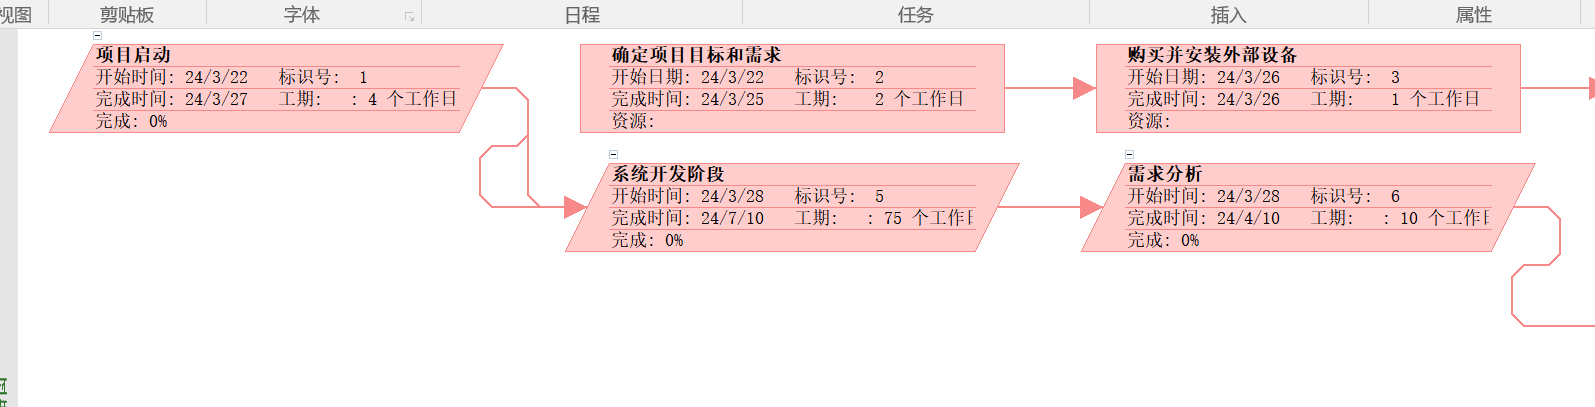 视图 剪贴板 字体 日程 任务 插入 属性
项目启动
开始时间: 24/3/22 标识号: 1
完成时间: 24/3/27 工期: : 4 个工作日
完成: 0%
确定项目目标和需求
开始日期: 24/3/22 标识号: 2
完成时间: 24/3/25 工期: 2 个工作日
资源:
购买并安装外部设备
开始日期: 24/3/26 标识号: 3
完成时间: 24/3/26 工期: 1 个工作日
资源:
系统开发阶段
开始时间: 24/3/28 标识号: 5
完成时间: 24/7/10 工期: : 75 个工作日
完成: 0%
需求分析
开始时间: 24/3/28 标识号: 6
完成时间: 24/4/10 工期: : 10 个工作日
完成: 0%